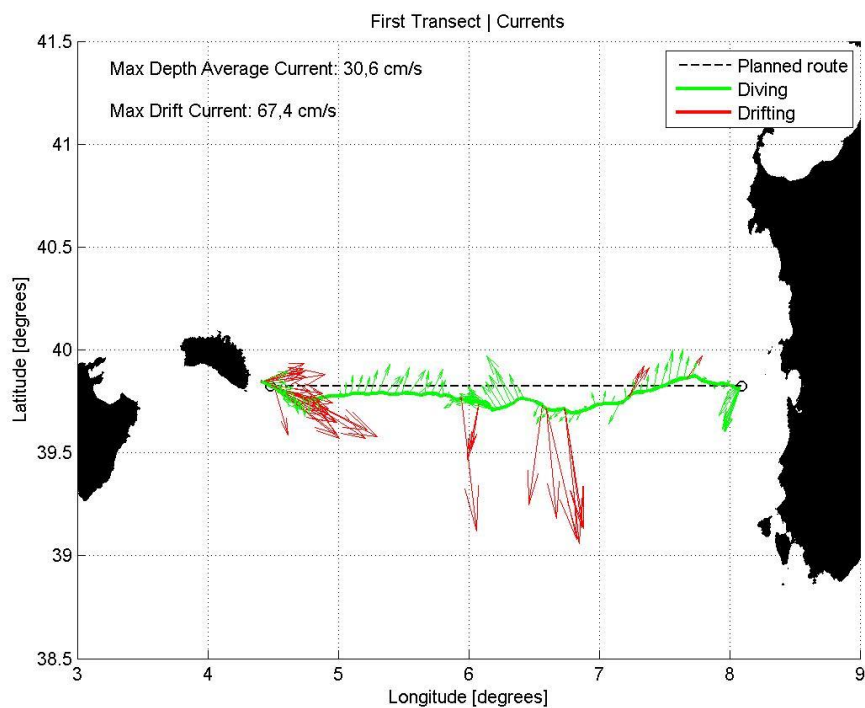 First Transect | Currents
41.5
Max Depth Average Current: 30,6 cm/s
Max Drift Current: 67,4 cm/s
Planned route
Diving
Drifting
41
40.5
40
39.5
39
38.5
Latitude [degrees]
3 4 5 6 7 8 9
Longitude [degrees]